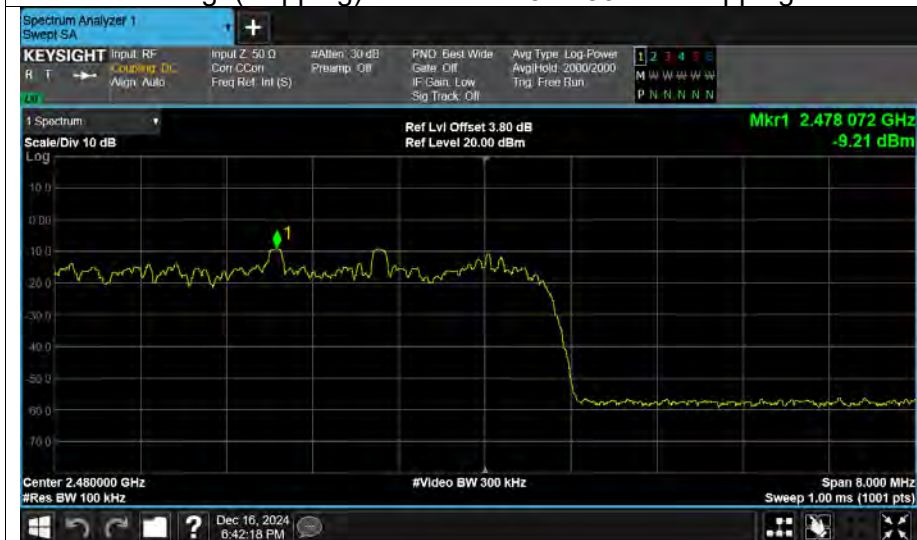 Spectrum Analyzer 1
Swept SA
+
KEYSIGHT Input: RF
R T
Coupling: DC
Align: Auto
Input Z: 50 Ω
Corr CCorr
Freq Ref: Int (S)
#Atten: 30 dB
Preamp: Off
PNO: Best Wide
Gate: Off
IF Gain: Low
Sig Track: Off
Avg Type: Log-Power
Avg|Hold: 2000/2000
Trig: Free Run
1 2 3 4 5 6
M W W W W W
P N N N N N
1 Spectrum
Scale/Div 10 dB
Log
Ref Lvl Offset 3.80 dB
Ref Level 20.00 dBm
Mkr1 2.478 072 GHz
-9.21 dBm
10.0
0.00
-10.0
-20.0
-30.0
-40.0
-50.0
-60.0
-70.0
1
Center 2.480000 GHz
#Res BW 100 kHz
#Video BW 300 kHz
Span 8.000 MHz
Sweep 1.00 ms (1001 pts)
?
Dec 16, 2024
6:42:18 PM